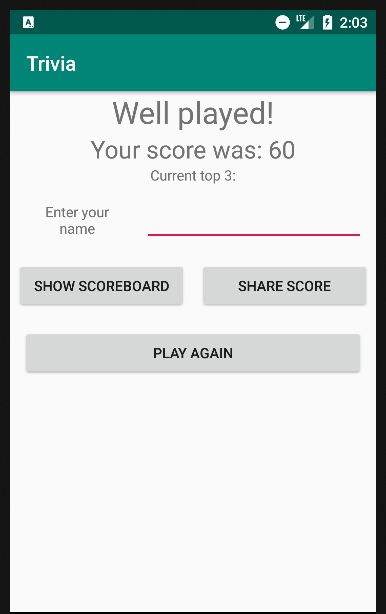 A
LTE
2:03
Trivia
Well played!
Your score was: 60
Current top 3:
Enter your
name
SHOW SCOREBOARD
SHARE SCORE
PLAY AGAIN